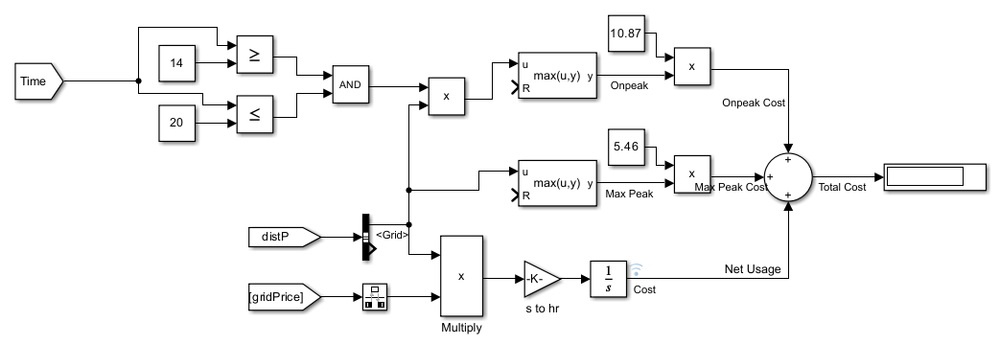 Time
14
≥
20
≤
AND
x
u
R
max(u,y)
y
Onpeak
10.87
x
Onpeak Cost
u
R
max(u,y)
y
Max Peak
5.46
x
Max Peak Cost
+
+
+
Total Cost
distP
<Grid>
[gridPrice]
x
Multiply
-K-
s to hr
1
s
Cost
Net Usage